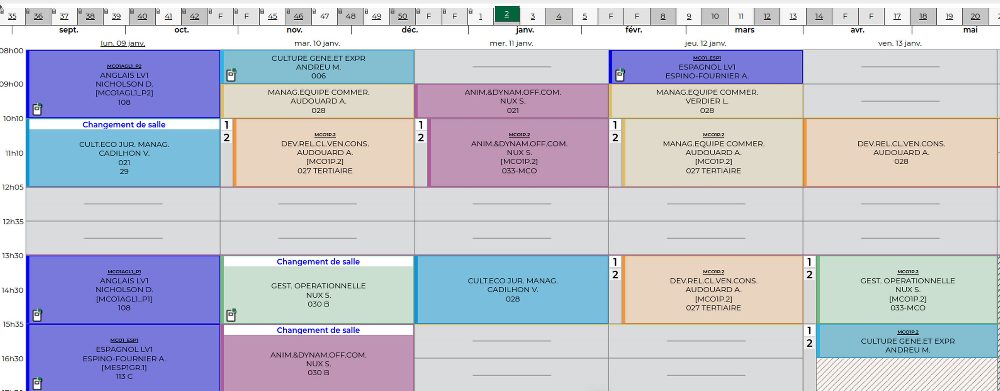 35 36 37 38 39 40 41 42 F F 45 46 47 48 49 50 F F 1 2 3 4 5 F F 8 9 10 11 12 13 14 F F 17 18 19 20
sept. oct. nov. déc. janv. févr. mars avr. mai
lun. 09 janv. mar. 10 janv. mer. 11 janv. jeu. 12 janv. ven. 13 janv.
08h00
09h00
10h10
11h10
12h05
12h35
13h30
14h30
15h35
16h30
MCO1AGL1_P2
ANGLAIS LV1
NICHOLSON D.
[MCO1AGL1_P2]
108
Changement de salle
CULT.ECO JUR. MANAG.
CADILHON V.
021
29
MCO1AGL1_P1
ANGLAIS LV1
NICHOLSON D.
[MCO1AGL1_P1]
108
MCO1_ESP1
ESPAGNOL LV1
ESPINO-FOURNIER A.
[MESP1GR.1]
113 C
CULTURE GENE.ET EXPR
ANDREU M.
006
MANAG.EQUIPE COMMER.
AUDOUARD A.
028
1
2
MCO1P.2
DEV.REL.CL.VEN.CONS.
AUDOUARD A.
[MCO1P.2]
027 TERTIAIRE
Changement de salle
GEST. OPERATIONNELLE
NUX S.
030 B
Changement de salle
ANIM.&DYNAM.OFF.COM.
NUX S.
030 B
ANIM.&DYNAM.OFF.COM.
NUX S.
021
1
2
MCO1P.2
ANIM.&DYNAM.OFF.COM.
NUX S.
[MCO1P.2]
033-MCO
CULT.ECO JUR. MANAG.
CADILHON V.
028
MCO1_ESP1
ESPAGNOL LV1
ESPINO-FOURNIER A.
MANAG.EQUIPE COMMER.
VERDIER L.
028
1
2
MCO1P.2
MANAG.EQUIPE COMMER.
AUDOUARD A.
[MCO1P.2]
027 TERTIAIRE
1
2
MCO1P.2
DEV.REL.CL.VEN.CONS.
AUDOUARD A.
[MCO1P.2]
027 TERTIAIRE
DEV.REL.CL.VEN.CONS.
AUDOUARD A.
028
1
2
MCO1P.2
GEST. OPERATIONNELLE
NUX S.
[MCO1P.2]
033-MCO
1
2
MCO1P.2
CULTURE GENE.ET EXPR
ANDREU M.